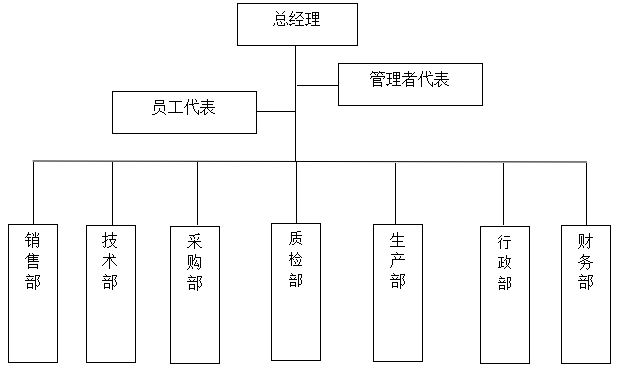 总经理
管理者代表
员工代表
销售部
技术部
采购部
质检部
生产部
行政部
财务部